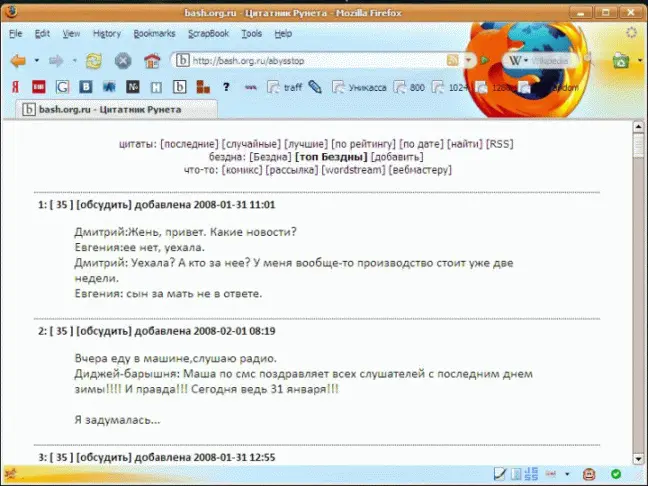 bash.org.ru - Цитатник Рунета - Mozilla Firefox
File Edit View History Bookmarks ScrapBook Tools Help
http://bash.org.ru/abysstop
W Wikipedia
traff Уникасса 800
bash.org.ru - Цитатник Рунета
цитаты: [последние] [случайные] [лучшие] [по рейтингу] [по дате] [найти] [RSS]
бездна: [Бездна] [топ Бездны] [добавить]
что-то: [комикс] [рассылка] [wordstream] [вебмастеру]
1: [ 35 ] [обсудить] добавлена 2008-01-31 11:01
Дмитрий:Жень, привет. Какие новости?
Евгения:ее нет, уехала.
Дмитрий: Уехала? А кто за нее? У меня вообще-то производство стоит уже две
недели.
Евгения: сын за мать не в ответе.
2: [ 35 ] [обсудить] добавлена 2008-02-01 08:19
Вчера еду в машине,слушаю радио.
Диджей-барышня: Маша по смс поздравляет всех слушателей с последним днем
зимы!!!! И правда!!! Сегодня ведь 31 января!!!
Я задумалась...
3: [ 35 ] [обсудить] добавлена 2008-01-31 12:55